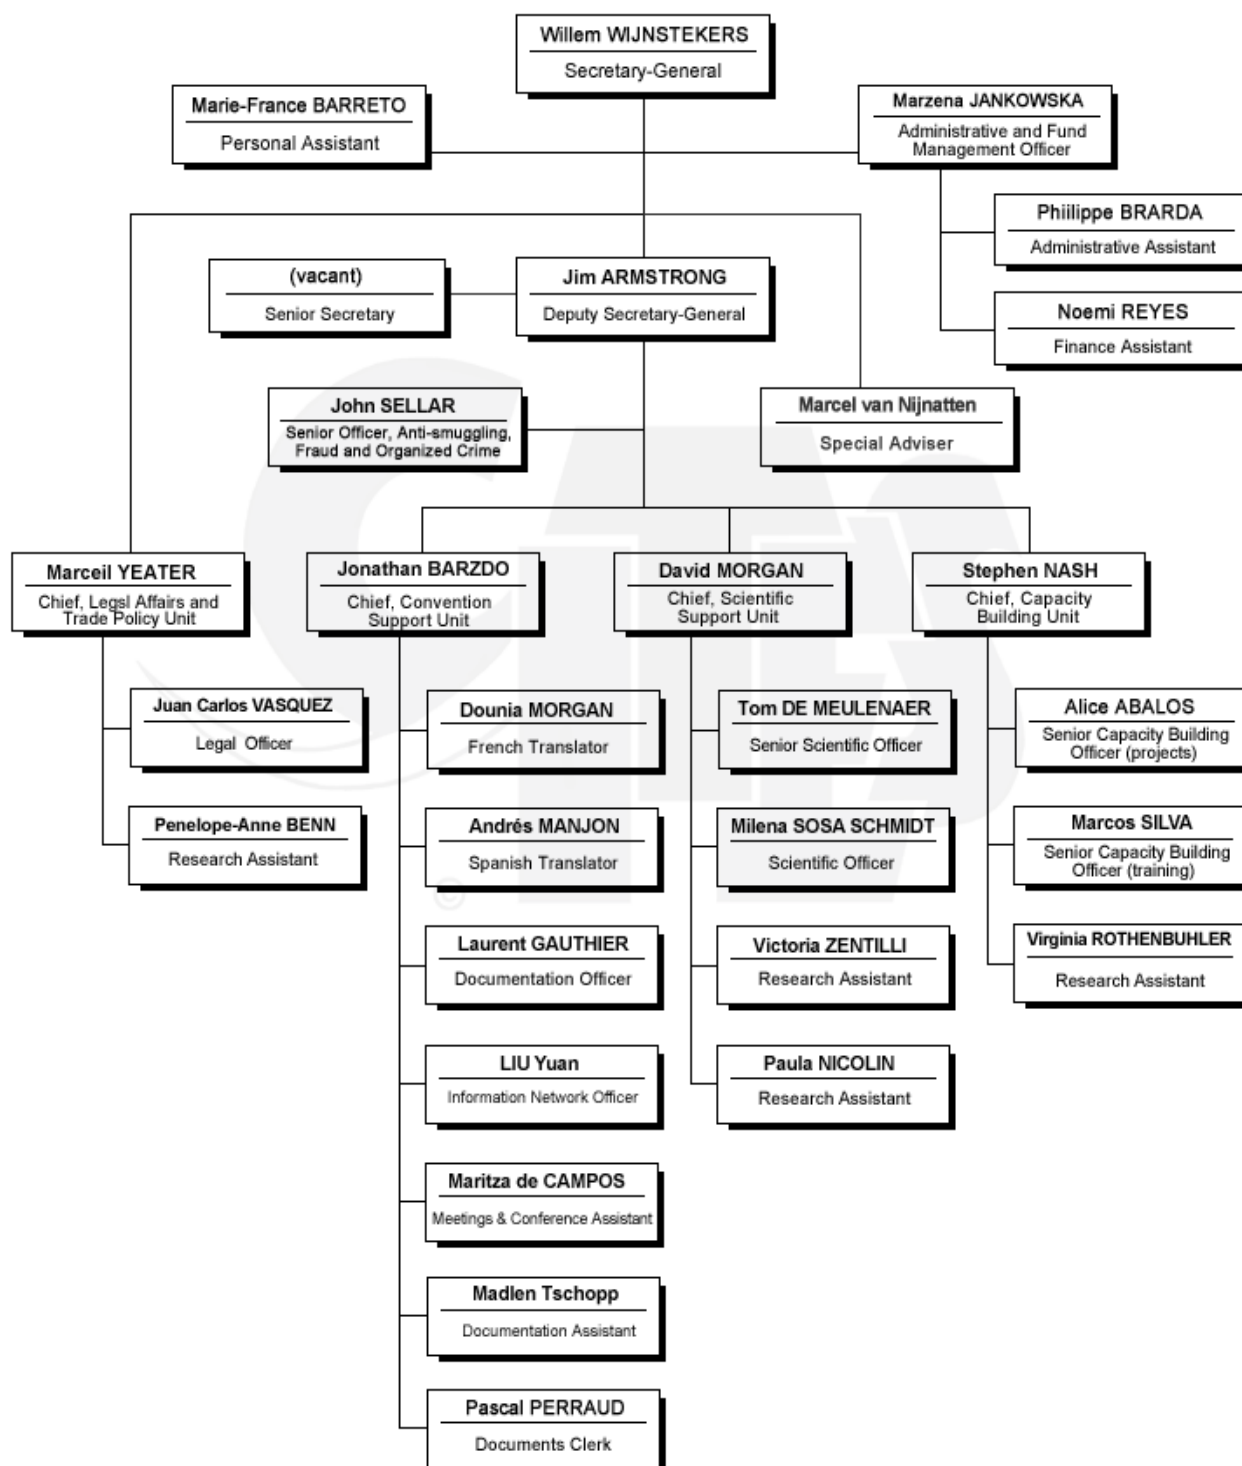 Willem WIJNSTEKERS
Secretary-General
Marie-France BARRETO
Personal Assistant
Marzena JANKOWSKA
Administrative and Fund
Management Officer
Phiilippe BRARDA
Administrative Assistant
Noemi REYES
Finance Assistant
(vacant)
Senior Secretary
Jim ARMSTRONG
Deputy Secretary-General
John SELLAR
Senior Officer, Anti-smuggling,
Fraud and Organized Crime
Marcel van Nijnatten
Special Adviser
Marceil YEATER
Chief, Legsl Affairs and
Trade Policy Unit
Jonathan BARZDO
Chief, Convention
Support Unit
David MORGAN
Chief, Scientific
Support Unit
Stephen NASH
Chief, Capacity
Building Unit
Juan Carlos VASQUEZ
Legal Officer
Penelope-Anne BENN
Research Assistant
Dounia MORGAN
French Translator
Andrés MANJON
Spanish Translator
Laurent GAUTHIER
Documentation Officer
LIU Yuan
Information Network Officer
Maritza de CAMPOS
Meetings & Conference Assistant
Madlen Tschopp
Documentation Assistant
Pascal PERRAUD
Documents Clerk
Tom DE MEULENAER
Senior Scientific Officer
Milena SOSA SCHMIDT
Scientific Officer
Victoria ZENTILLI
Research Assistant
Paula NICOLIN
Research Assistant
Alice ABALOS
Senior Capacity Building
Officer (projects)
Marcos SILVA
Senior Capacity Building
Officer (training)
Virginia ROTHENBUHLER
Research Assistant
CITES
©